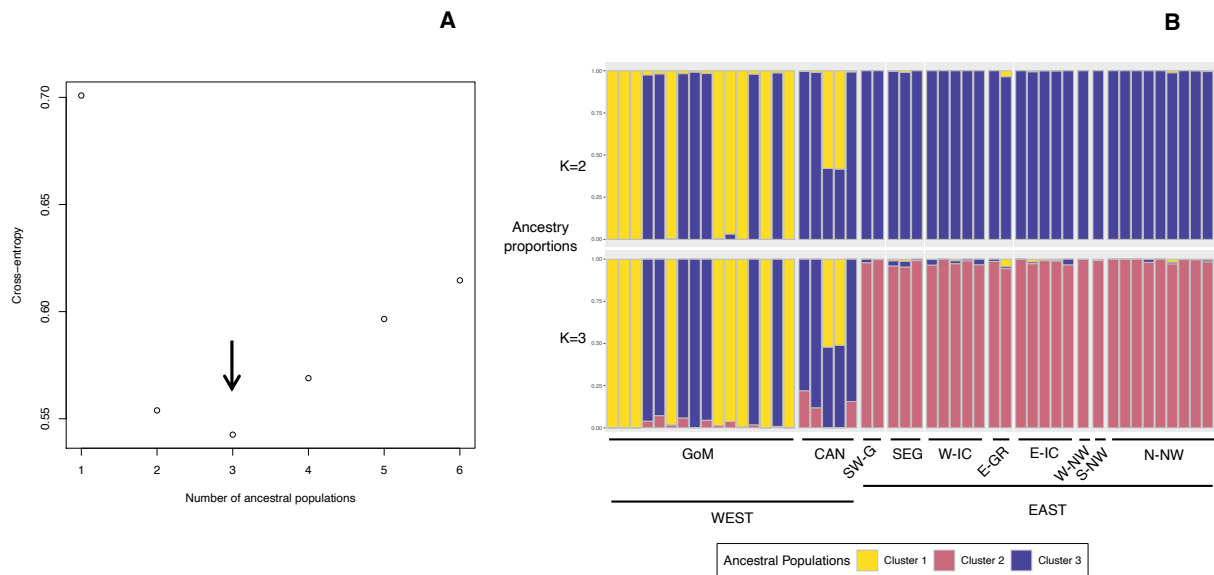 A
0.70
0.65
0.60
0.55
Cross−entropy
1 2 3 4 5 6
Number of ancestral populations
B
K=2
1.00
0.75
0.50
0.25
0.00
Ancestry
proportions
K=3
1.00
0.75
0.50
0.25
0.00
GoM CAN SW-G SEG W-IC E-GR E-IC W-NW S-NW N-NW
WEST EAST
Ancestral Populations Cluster 1 Cluster 2 Cluster 3